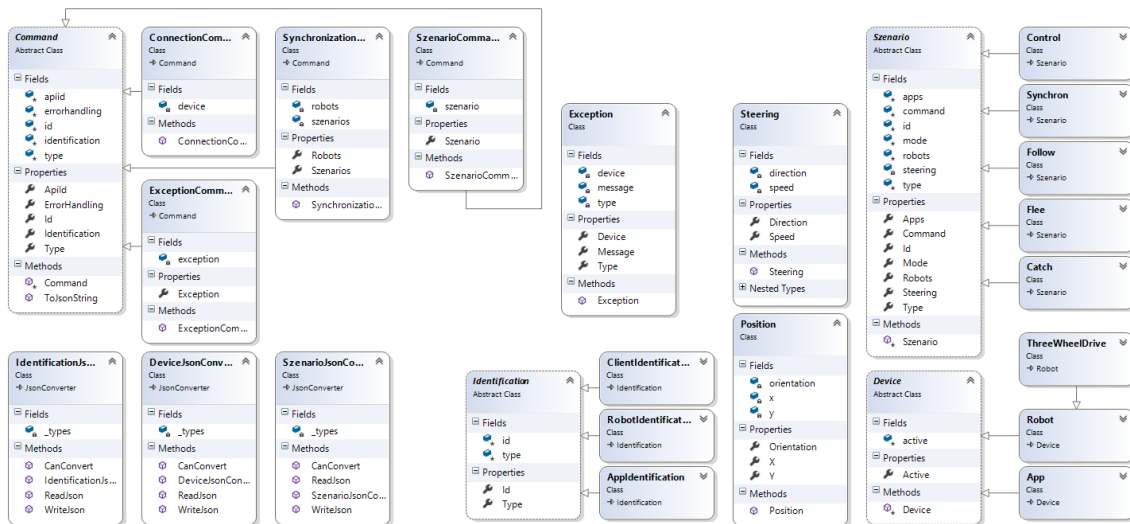 Command
Abstract Class
Fields
apiid
errorhandling
id
identification
type
Properties
ApiId
ErrorHandling
Id
Identification
Type
Methods
Command
ToJsonString
ConnectionCom...
Class
Command
Fields
device
Methods
ConnectionCo...
ExceptionComm...
Class
Command
Fields
exception
Properties
Exception
Methods
ExceptionCom...
Synchronization...
Class
Command
Fields
robots
szenarios
Properties
Robots
Szenarios
Methods
Synchronizatio...
SzenarioComma...
Class
Command
Fields
szenario
Properties
Szenario
Methods
SzenarioComm...
Exception
Class
Fields
device
message
type
Properties
Device
Message
Type
Methods
Exception
Steering
Class
Fields
direction
speed
Properties
Direction
Speed
Methods
Steering
Nested Types
Szenario
Abstract Class
Fields
apps
command
id
mode
robots
steering
type
Properties
Apps
Command
Id
Mode
Robots
Steering
Type
Methods
Szenario
Control
Class
Szenario
Synchron
Class
Szenario
Follow
Class
Szenario
Flee
Class
Szenario
Catch
Class
Szenario
IdentificationJs...
Class
JsonConverter
Fields
_types
Methods
CanConvert
IdentificationJs...
ReadJson
WriteJson
DeviceJsonConv...
Class
JsonConverter
Fields
_types
Methods
CanConvert
DeviceJsonCon...
ReadJson
WriteJson
SzenarioJsonCo...
Class
JsonConverter
Fields
_types
Methods
CanConvert
ReadJson
SzenarioJsonCo...
WriteJson
Identification
Abstract Class
Fields
id
type
Properties
Id
Type
ClientIdentificat...
Class
Identification
RobotIdentificat...
Class
Identification
AppIdentification
Class
Identification
Position
Class
Fields
orientation
x
y
Properties
Orientation
X
Y
Methods
Position
Device
Abstract Class
Fields
active
Properties
Active
Methods
Device
ThreeWheelDrive
Class
Robot
Robot
Class
Device
App
Class
Device